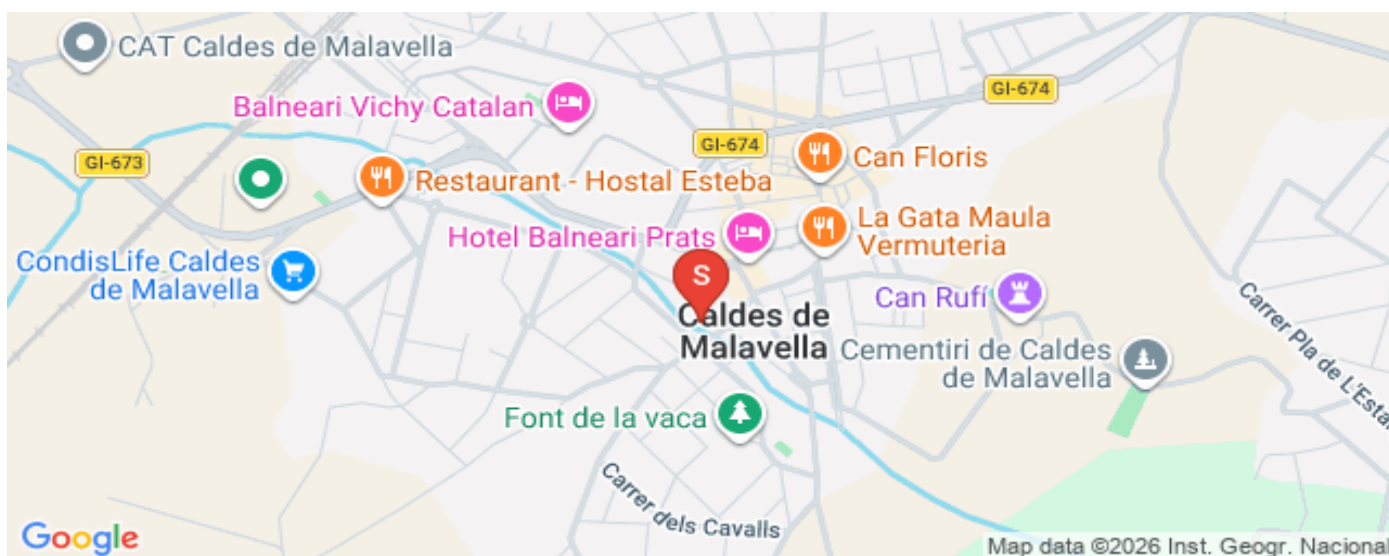 CAT Caldes de Malavella
GI-674
Balneari Vichy Catalan
GI-674
GI-673
Can Floris
Restaurant - Hostal Esteba
La Gata Maula
Vermuteria
Hotel Balneari Prats
CondisLife Caldes
de Malavella
S
Can Rufí
Caldes de
Malavella
Cementiri de Caldes
de Malavella
Carrer Pla de L'Estan
Font de la vaca
Carrer dels Cavalls
Google
Map data ©2026 Inst. Geogr. Nacional